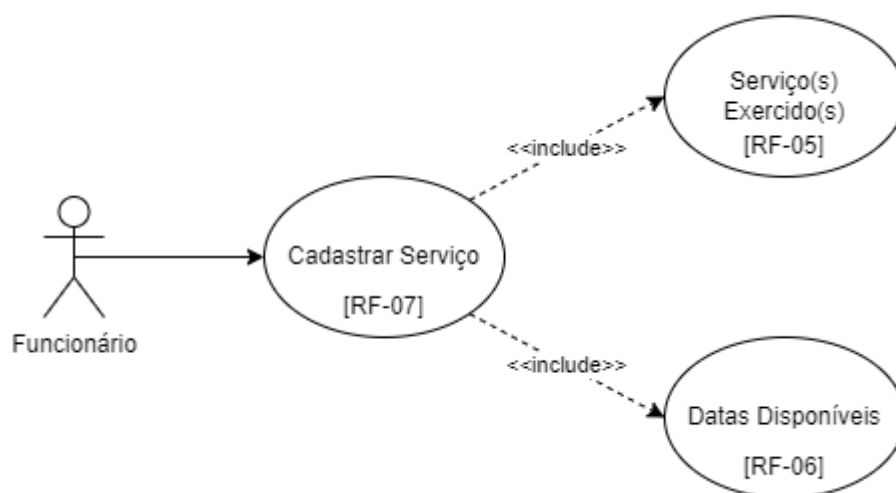 Serviço(s)
Exercido(s)
[RF-05]
<<include>>
Cadastrar Serviço
[RF-07]
Funcionário
<<include>>
Datas Disponíveis
[RF-06]